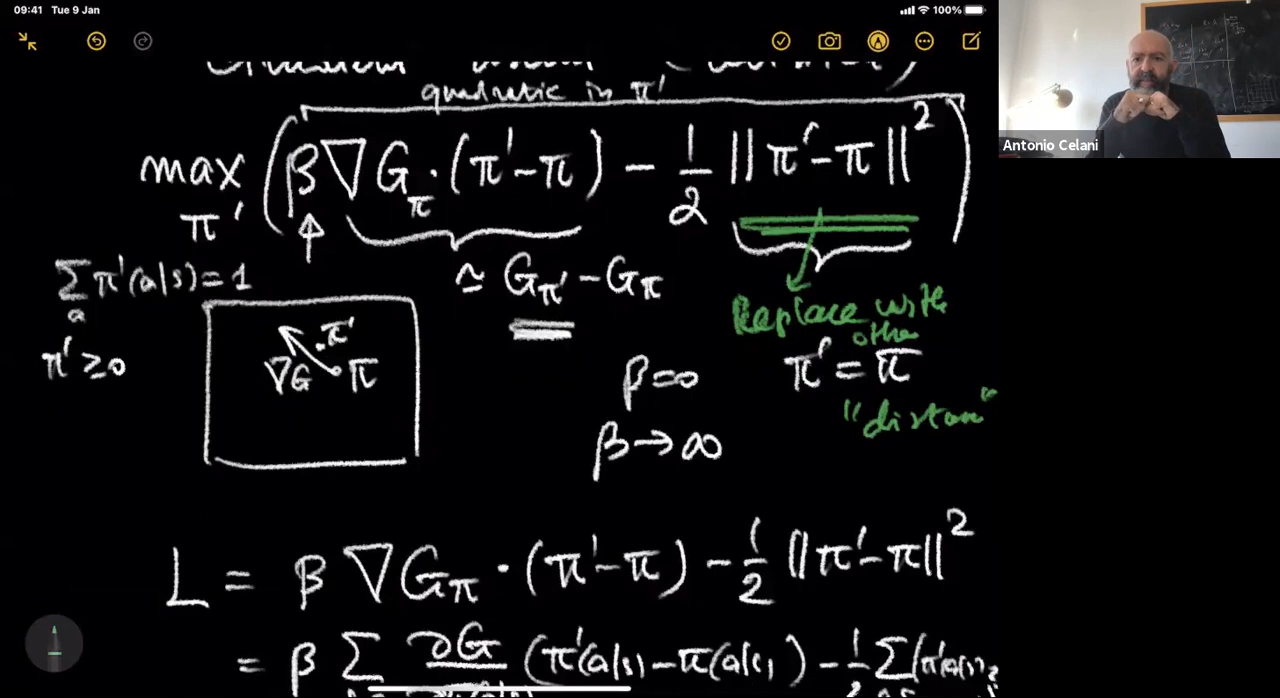 09:41 Tue 9 Jan
100%
Antonio Celani
quadratic in π'
max π' ( β ∇G_π · (π' − π) − 1/2 ||π' − π||² )
Σ_a π'(a|s) = 1
≃ G_π' − G_π
π' ≥ 0
π'
∇G π
Replace with
other
"distan"
β = 0 π' = π
β → ∞
L = β ∇G_π · (π' − π) − 1/2 ||π' − π||²
= β Σ ∂G (π'(a|s) − π(a|s)) − 1/2 Σ